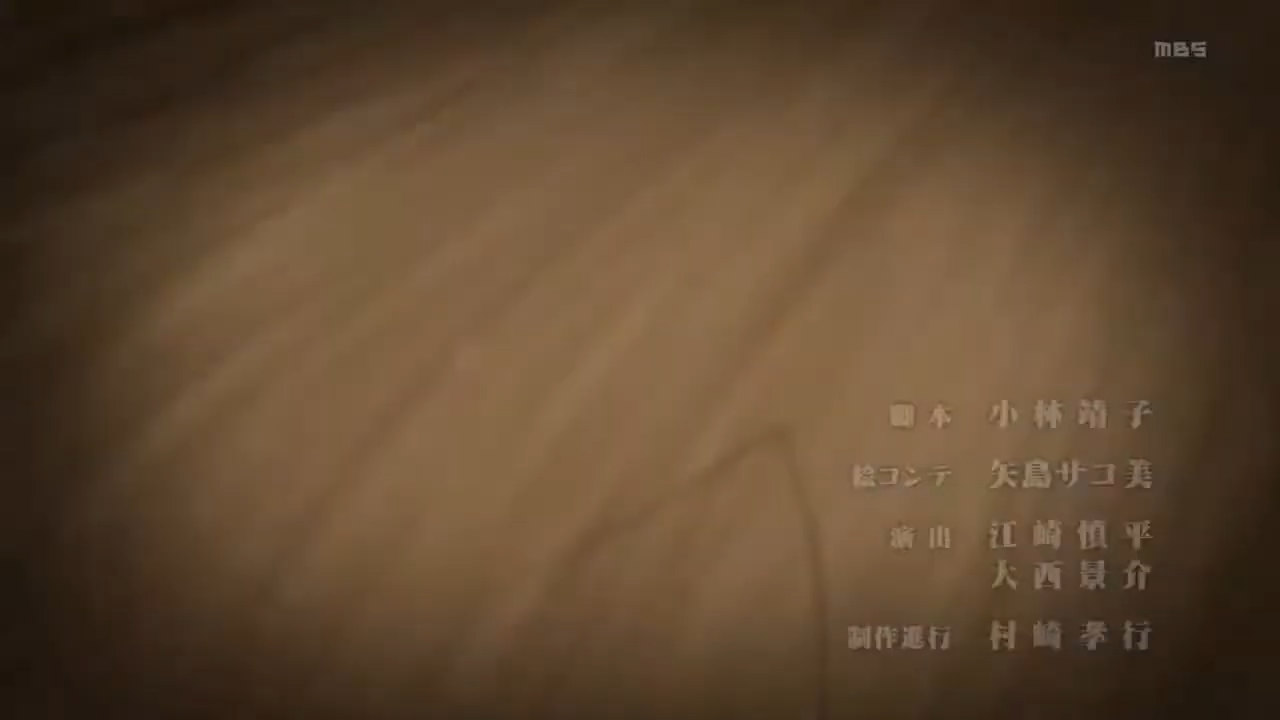 MBS
脚本 小林靖子
絵コンテ 矢島サコ美
演出 江崎慎平
大西景介
制作進行 村崎孝行